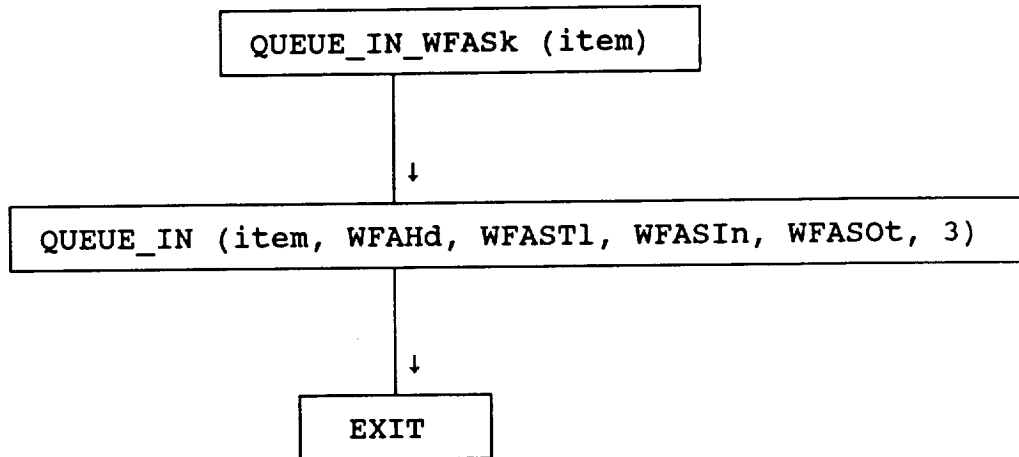 QUEUE_IN_WFASk (item)
QUEUE_IN (item, WFAHd, WFASTl, WFASIn, WFASOt, 3)
EXIT